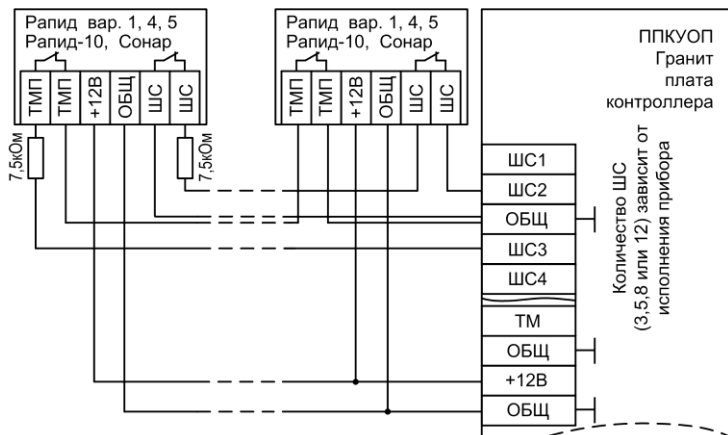 Рапид вар. 1, 4, 5
Рапид-10, Сонар
ТМП
ТМП
+12В
ОБЩ
ШС
ШС
7,5кОм
7,5кОм
Рапид вар. 1, 4, 5
Рапид-10, Сонар
ТМП
ТМП
+12В
ОБЩ
ШС
ШС
ППКУОП
Гранит
плата
контроллера
ШС1
ШС2
ОБЩ
ШС3
ШС4
ТМ
ОБЩ
+12В
ОБЩ
Количество ШС
(3,5,8 или 12) зависит от
исполнения прибора